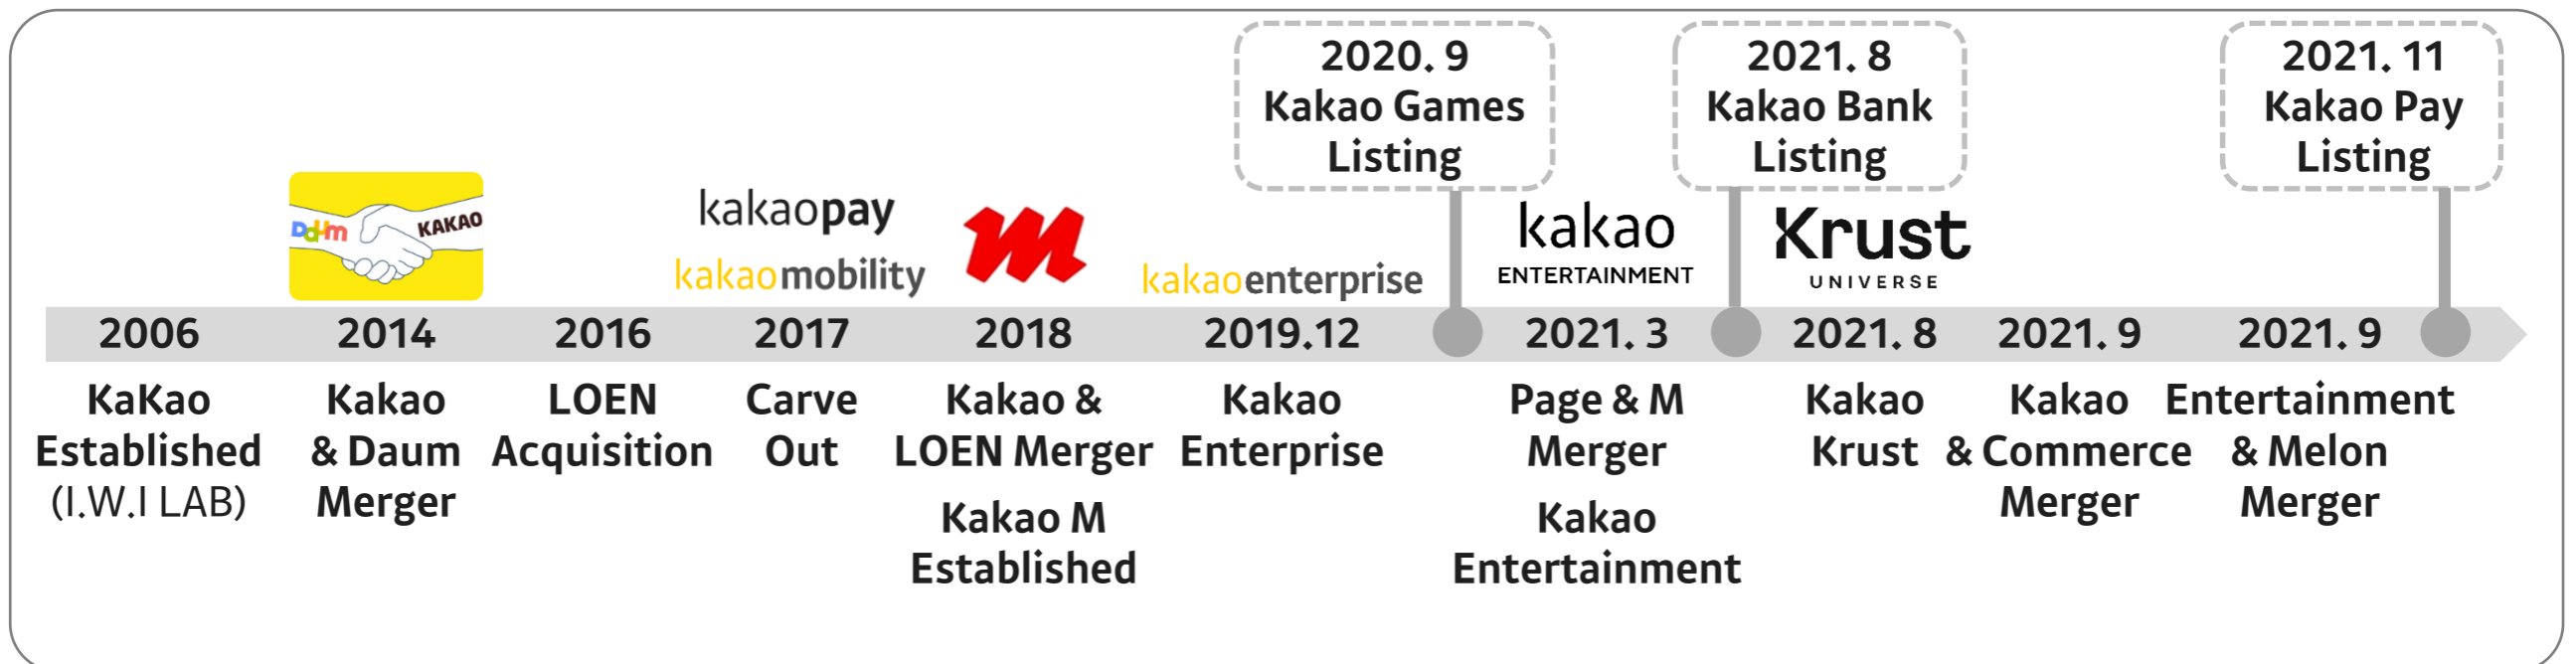 2020. 9
Kakao Games
Listing
2021. 8
Kakao Bank
Listing
2021. 11
Kakao Pay
Listing
Daum
KAKAO
kakaopay
kakaomobility
kakaoenterprise
kakao
ENTERTAINMENT
Krust
UNIVERSE
2006
2014
2016
2017
2018
2019.12
2021. 3
2021. 8
2021. 9
2021. 9
KaKao
Established
(I.W.I LAB)
Kakao
& Daum
Merger
LOEN
Acquisition
Carve
Out
Kakao &
LOEN Merger
Kakao M
Established
Kakao
Enterprise
Page & M
Merger
Kakao
Entertainment
Kakao
Krust
Kakao
& Commerce
Merger
Entertainment
& Melon
Merger